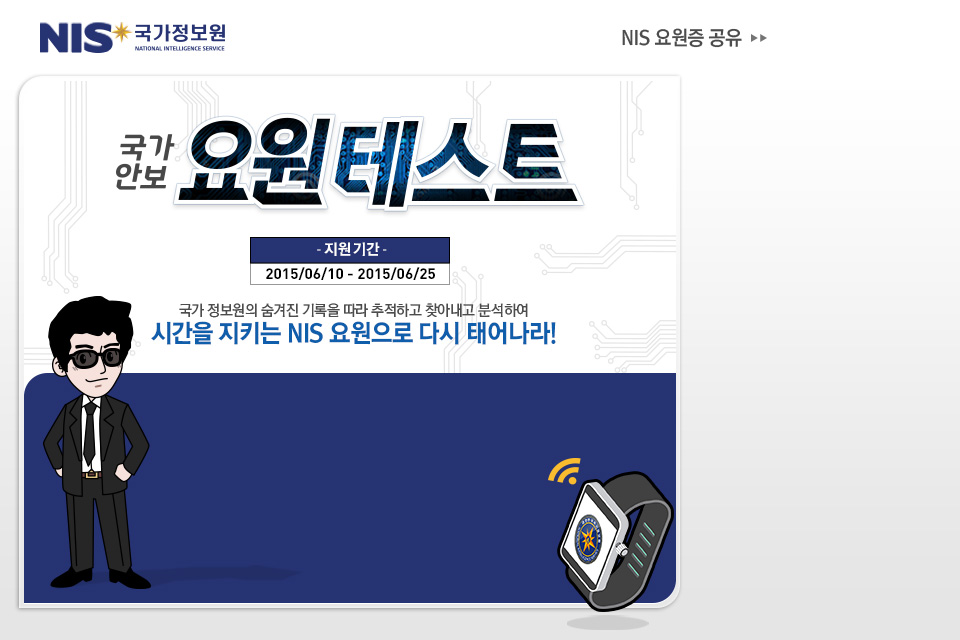 NIS 국가정보원
NATIONAL INTELLIGENCE SERVICE
NIS 요원증 공유
국가
안보
요원테스트
- 지원기간 -
2015/06/10 - 2015/06/25
국가 정보원의 숨겨진 기록을 따라 추적하고 찾아내고 분석하여
시간을 지키는 NIS 요원으로 다시 태어나라!